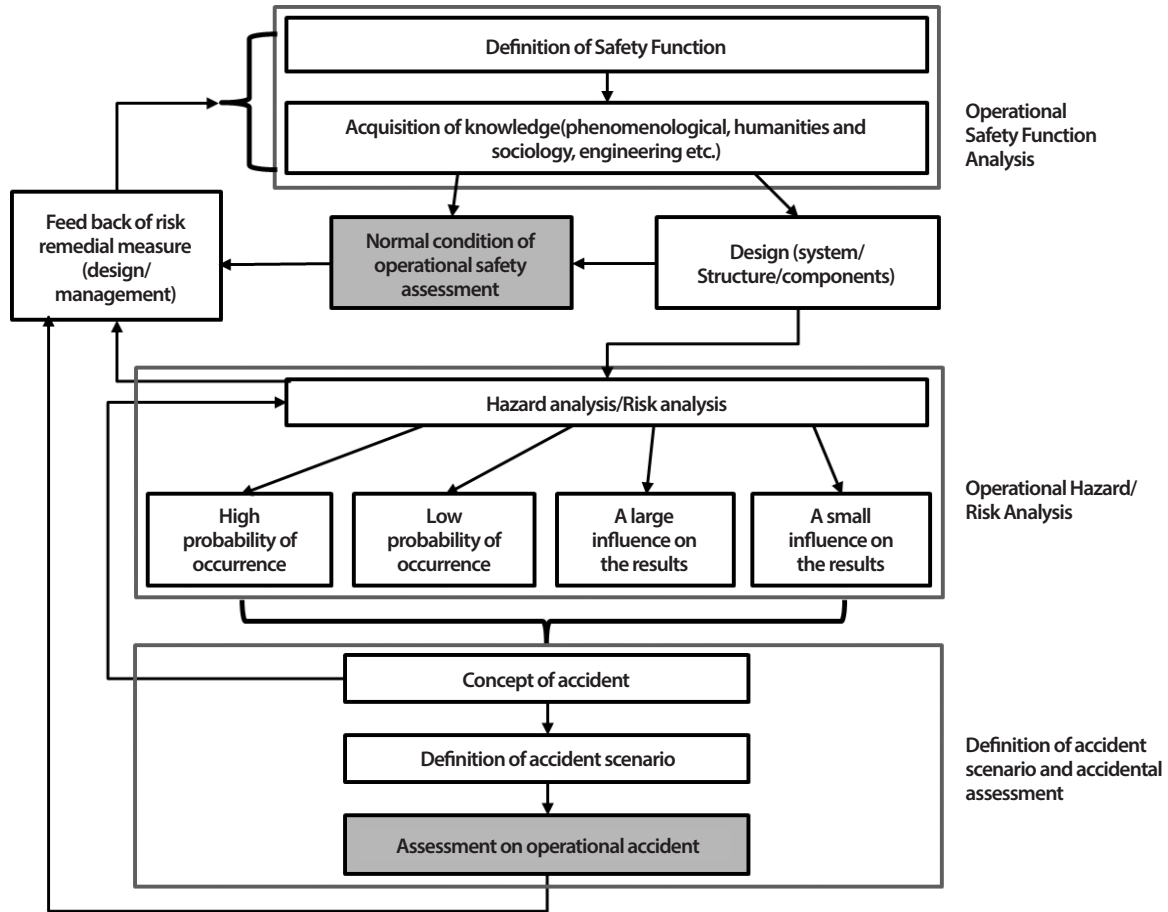 Definition of Safety Function
Acquisition of knowledge(phenomenological, humanities and
sociology, engineering etc.)
Operational
Safety Function
Analysis
Feed back of risk
remedial measure
(design/
management)
Normal condition of
operational safety
assessment
Design (system/
Structure/components)
Hazard analysis/Risk analysis
High
probability of
occurrence
Low
probability of
occurrence
A large
influence on
the results
A small
influence on
the results
Operational Hazard/
Risk Analysis
Concept of accident
Definition of accident scenario
Assessment on operational accident
Definition of accident
scenario and accidental
assessment